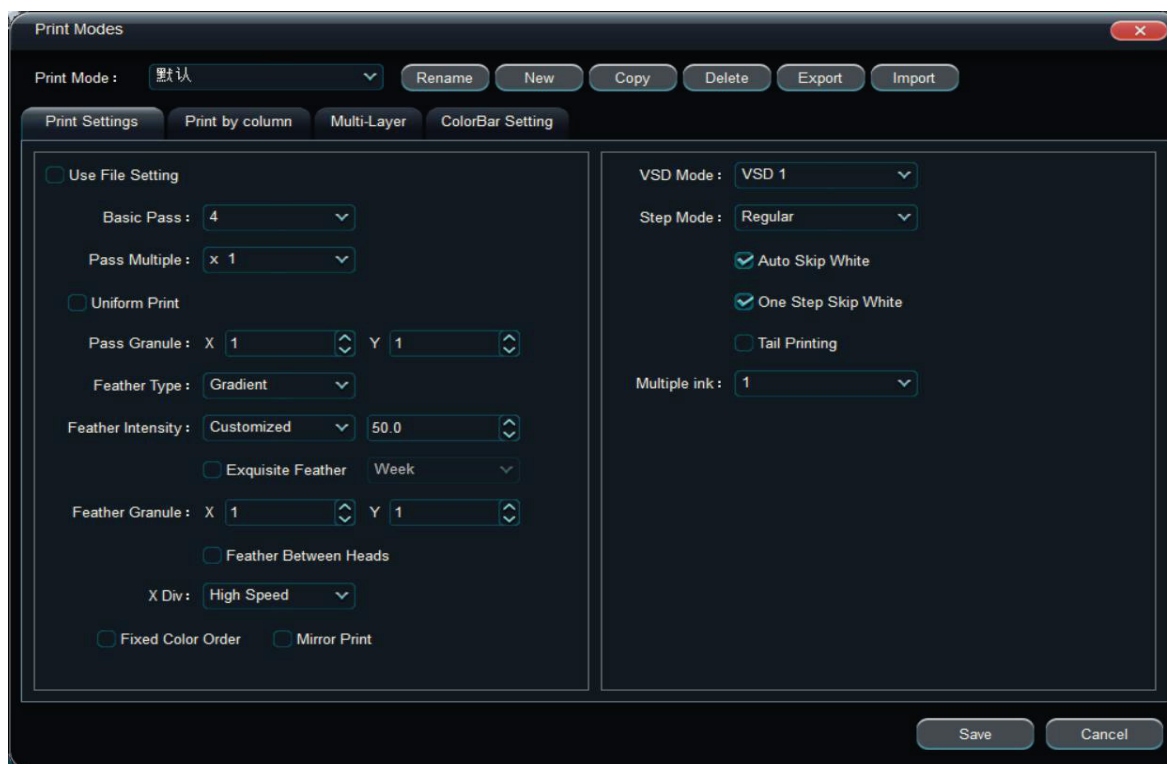 Print Modes
Print Mode : 默认 Rename New Copy Delete Export Import
Print Settings Print by column Multi-Layer ColorBar Setting
Use File Setting
Basic Pass : 4
Pass Multiple : x 1
Uniform Print
Pass Granule : X 1 Y 1
Feather Type : Gradient
Feather Intensity : Customized 50.0
Exquisite Feather Week
Feather Granule : X 1 Y 1
Feather Between Heads
X Div : High Speed
Fixed Color Order Mirror Print
VSD Mode : VSD 1
Step Mode : Regular
Auto Skip White
One Step Skip White
Tail Printing
Multiple ink : 1
Save Cancel